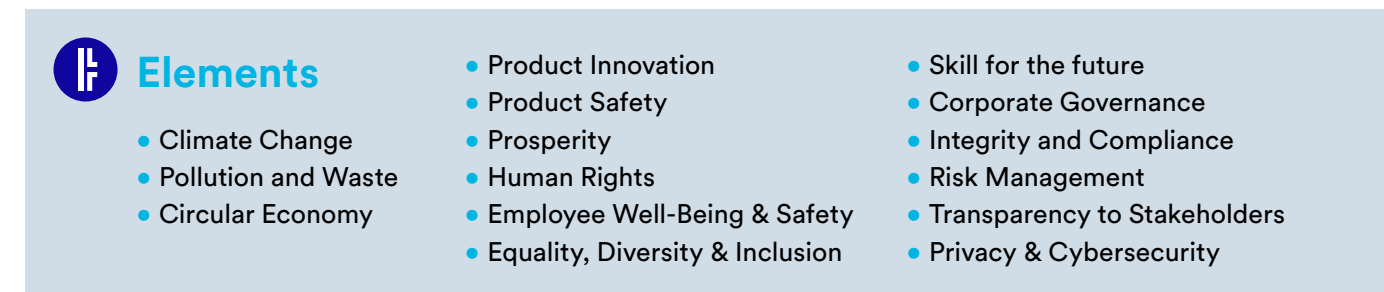 Elements
• Climate Change
• Pollution and Waste
• Circular Economy
• Product Innovation
• Product Safety
• Prosperity
• Human Rights
• Employee Well-Being & Safety
• Equality, Diversity & Inclusion
• Skill for the future
• Corporate Governance
• Integrity and Compliance
• Risk Management
• Transparency to Stakeholders
• Privacy & Cybersecurity